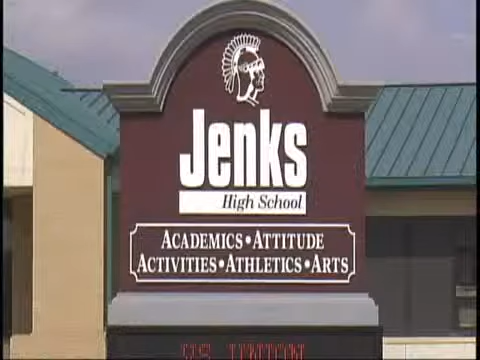 Jenks
High School
ACADEMICS•ATTITUDE
ACTIVITIES•ATHLETICS•ARTS